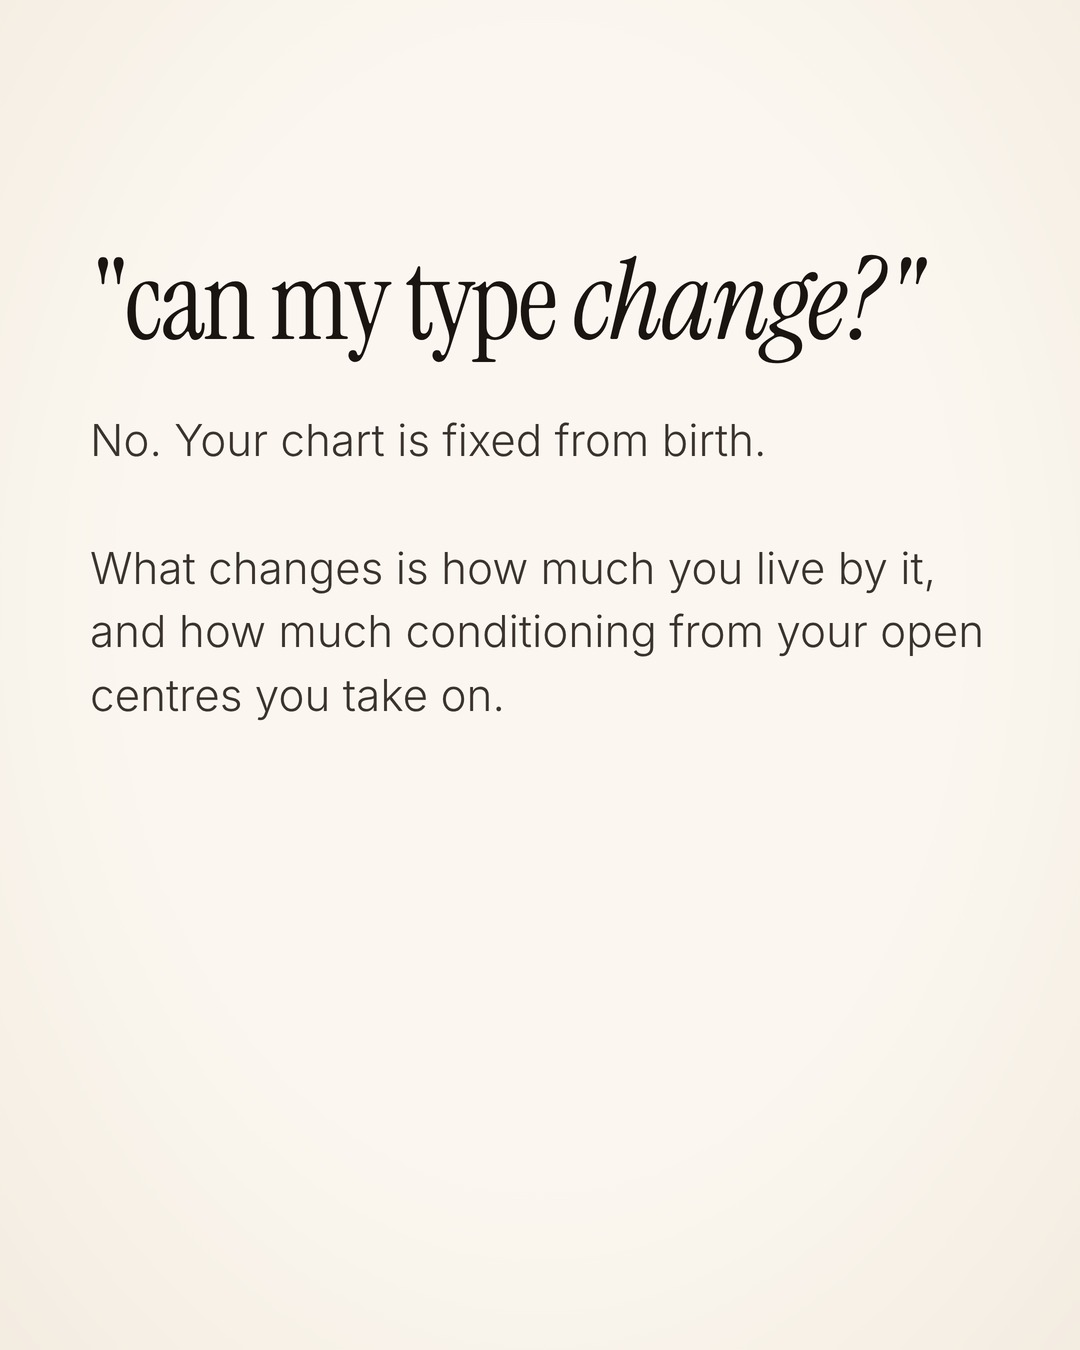 "can my type change?"
No. Your chart is fixed from birth.
What changes is how much you live by it,
and how much conditioning from your open
centres you take on.